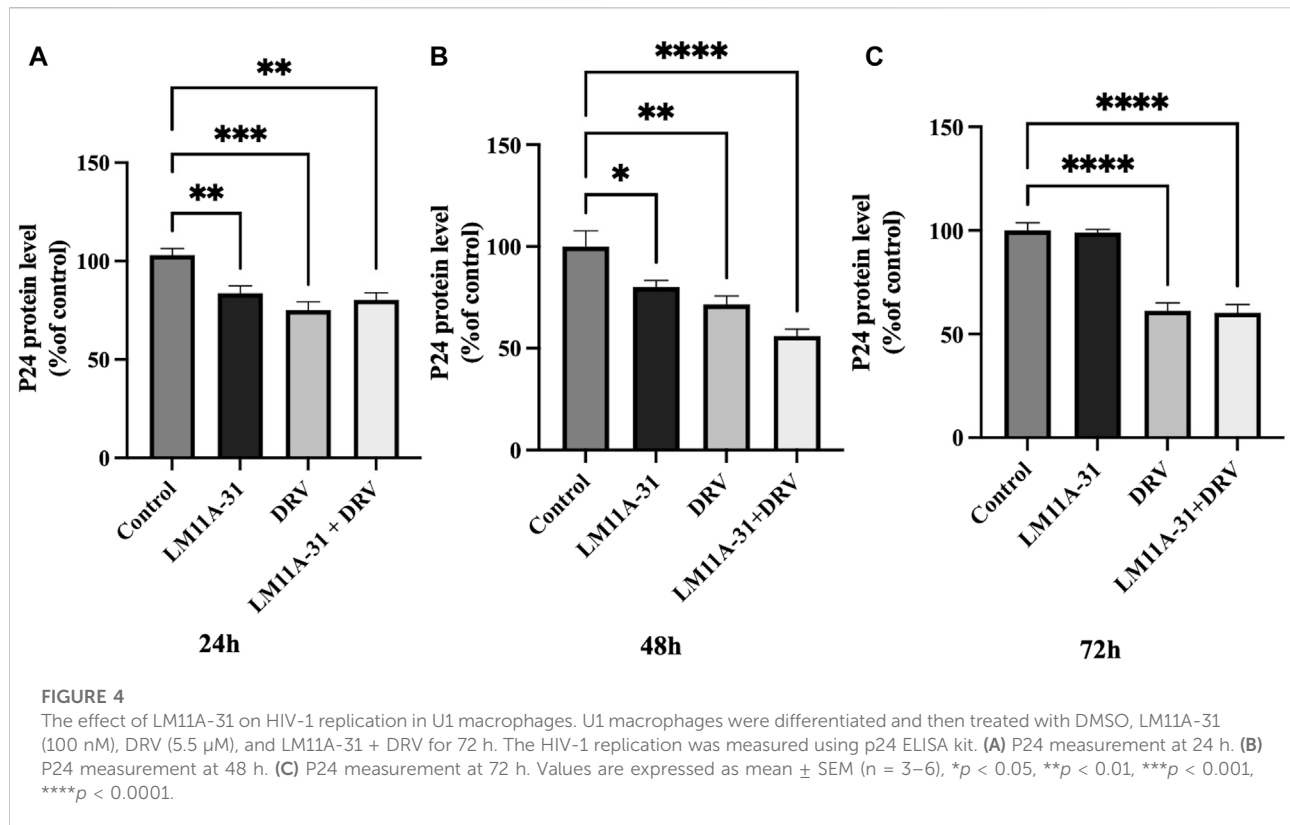 A
**
***
**
150
100
50
0
P24 protein level
(%of control)
Control
LM11A-31
DRV
LM11A-31 + DRV
24h
B
****
**
*
150
100
50
0
P24 protein level
(%of control)
Control
LM11A-31
DRV
LM11A-31+DRV
48h
C
****
****
150
100
50
0
P24 protein level
(%of control)
Control
LM11A-31
DRV
LM11A-31+DRV
72h
FIGURE 4
The effect of LM11A-31 on HIV-1 replication in U1 macrophages. U1 macrophages were differentiated and then treated with DMSO, LM11A-31
(100 nM), DRV (5.5 µM), and LM11A-31 + DRV for 72 h. The HIV-1 replication was measured using p24 ELISA kit. (A) P24 measurement at 24 h. (B)
P24 measurement at 48 h. (C) P24 measurement at 72 h. Values are expressed as mean ± SEM (n = 3–6), *p < 0.05, **p < 0.01, ***p < 0.001,
****p < 0.0001.